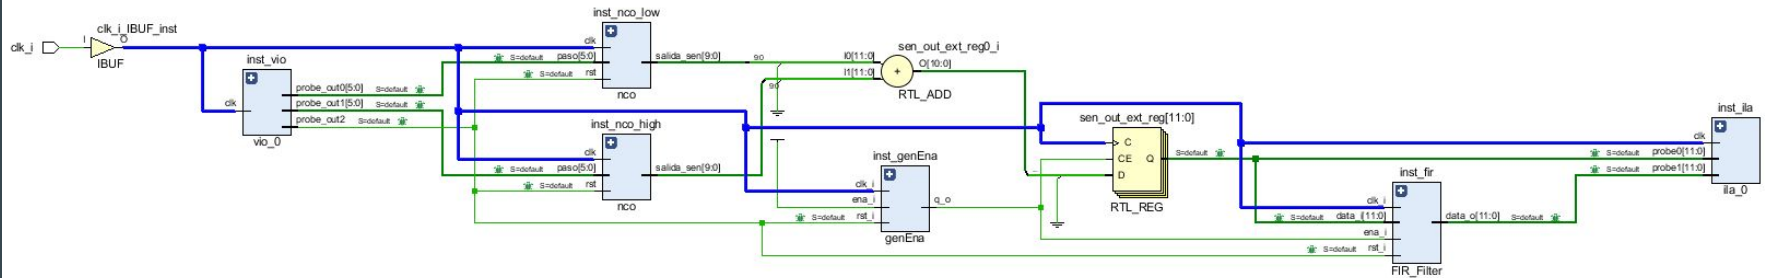 clk_i
I
clk_i_IBUF_inst
O
IBUF
inst_vio
clk
probe_out0[5:0] S=default
probe_out1[5:0] S=default
probe_out2 S=default
vio_0
inst_nco_low
clk
S=default paso[5:0]
S=default rst
salida_sen[9:0]
nco
inst_nco_high
clk
S=default paso[5:0]
S=default rst
salida_sen[9:0]
nco
9:0
9:0
sen_out_ext_reg0_i
I0[11:0]
I1[11:0]
O[10:0]
RTL_ADD
inst_genEna
clk_i
ena_i
S=default rst_i
q_o
genEna
sen_out_ext_reg[11:0]
C
CE
D
Q
S=default
RTL_REG
inst_fir
clk_i
S=default data_i[11:0]
ena_i
S=default rst_i
data_o[11:0] S=default
FIR_Filter
inst_ila
clk
S=default probe0[11:0]
S=default probe1[11:0]
ila_0